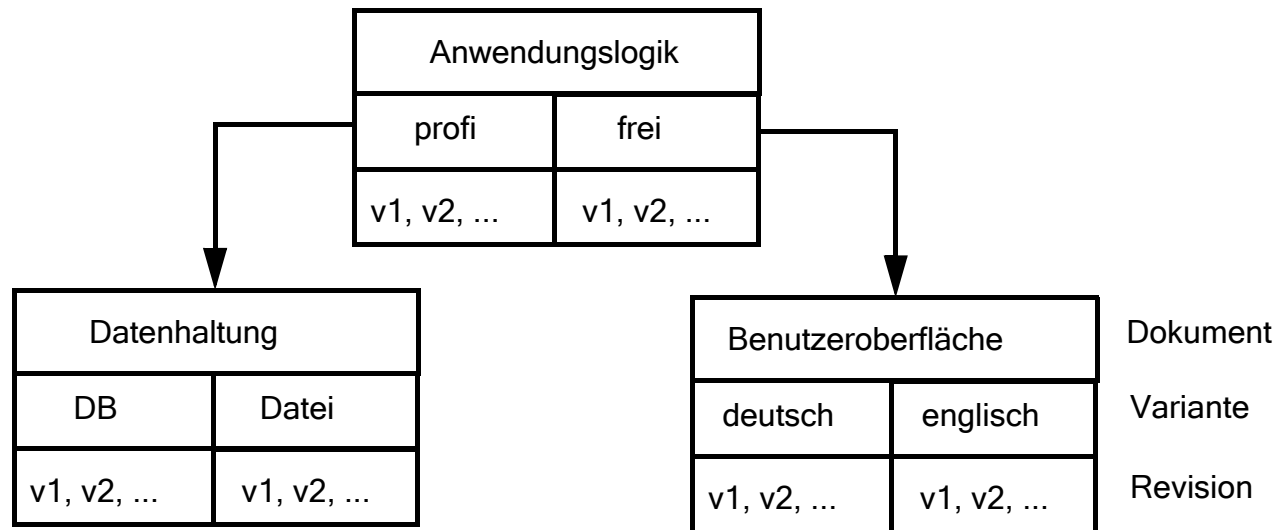 Anwendungslogik
profi frei
v1, v2, ... v1, v2, ...
Datenhaltung
DB Datei
v1, v2, ... v1, v2, ...
Benutzeroberfläche Dokument
deutsch englisch Variante
v1, v2, ... v1, v2, ... Revision